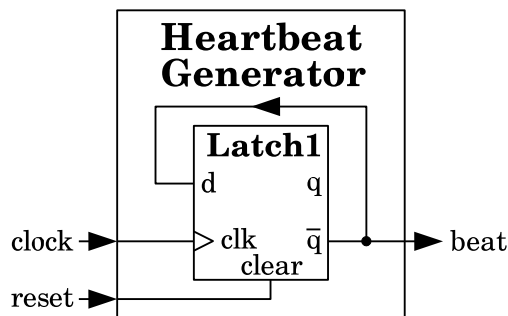 Heartbeat
Generator
Latch1
d q
clock clk q̅ beat
clear
reset